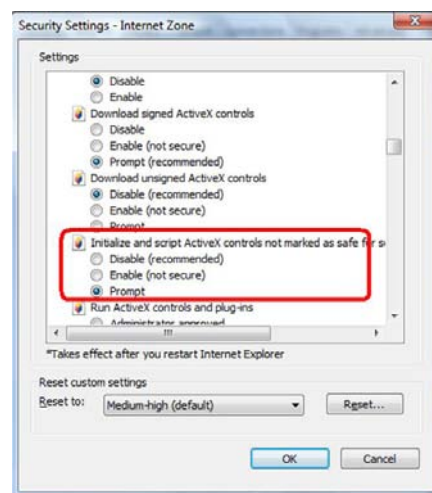 Security Settings - Internet Zone
Settings
Disable
Enable
Download signed ActiveX controls
Disable
Enable (not secure)
Prompt (recommended)
Download unsigned ActiveX controls
Disable (recommended)
Enable (not secure)
Prompt
Initialize and script ActiveX controls not marked as safe for s
Disable (recommended)
Enable (not secure)
Prompt
Run ActiveX controls and plug-ins
Administrator approved
*Takes effect after you restart Internet Explorer
Reset custom settings
Reset to: Medium-high (default) Reset...
OK Cancel